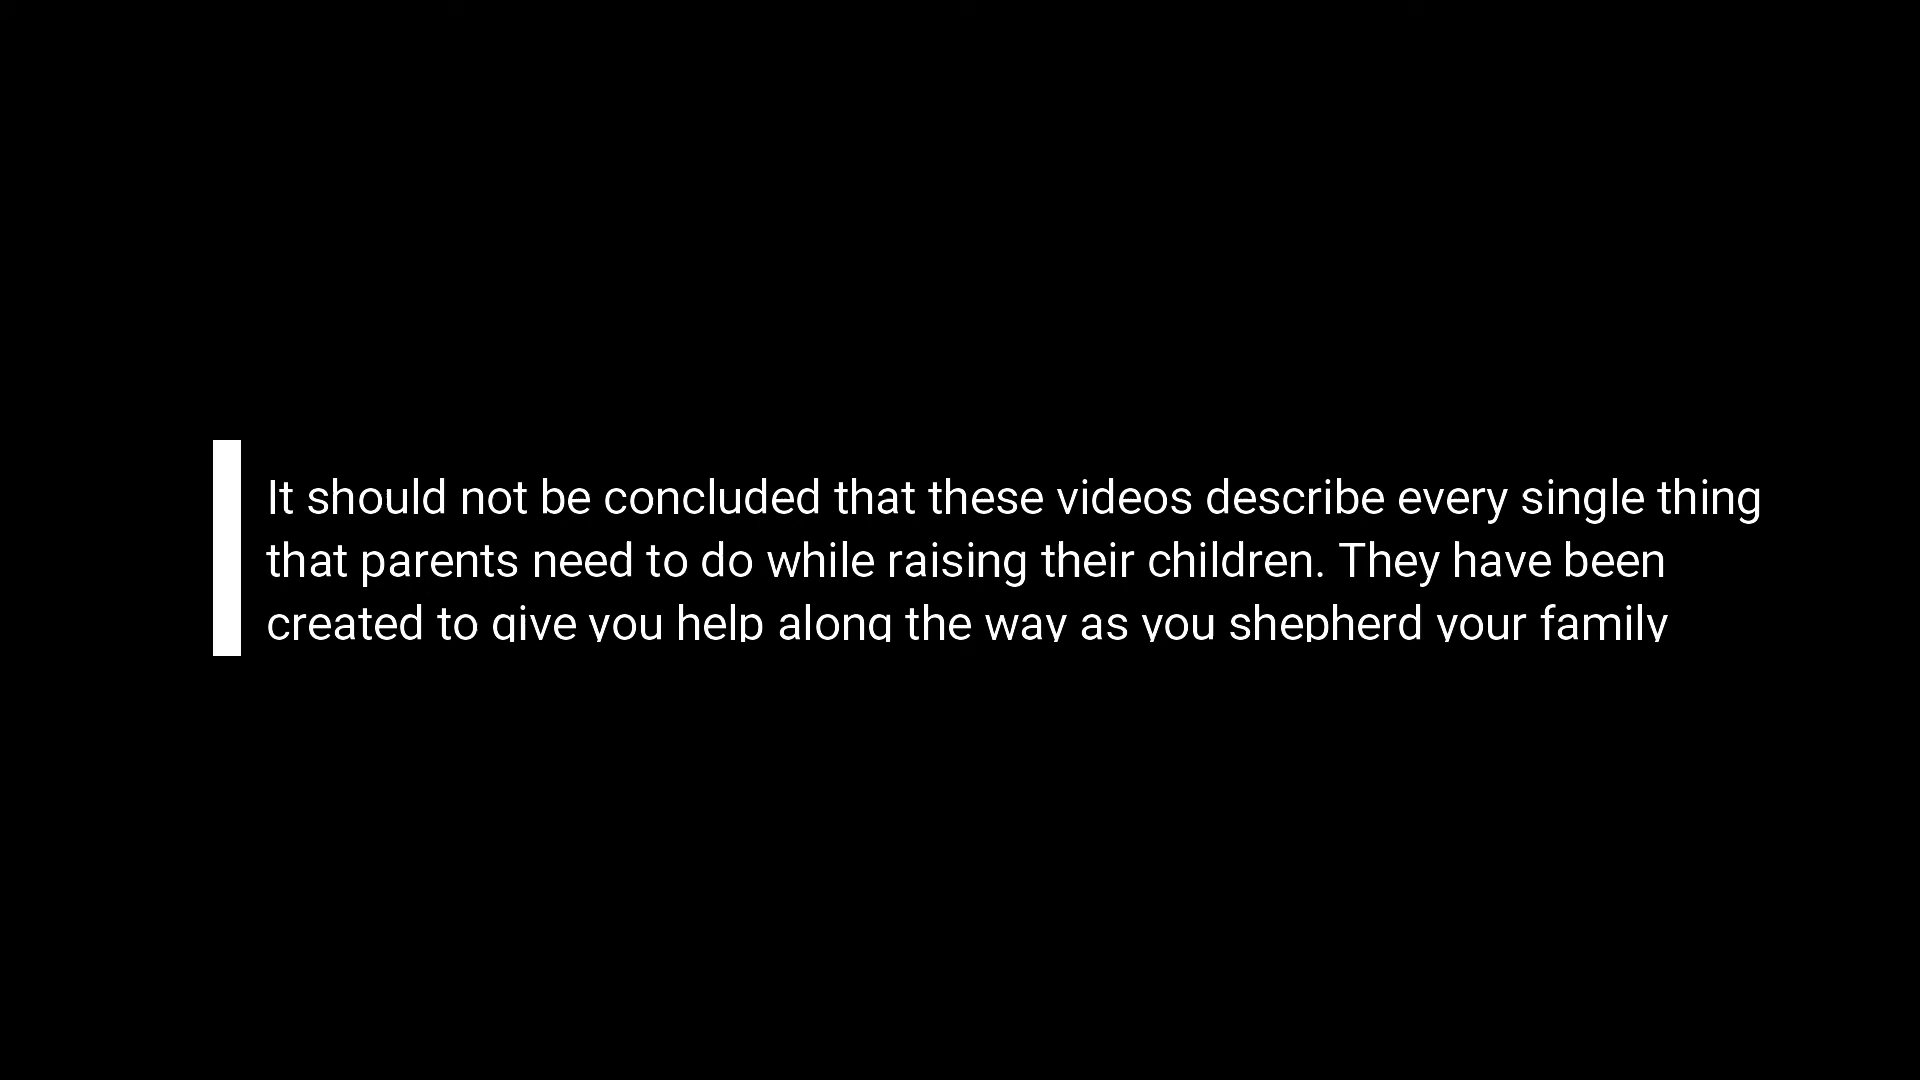 It should not be concluded that these videos describe every single thing
that parents need to do while raising their children. They have been
created to give you help along the way as you shepherd your family